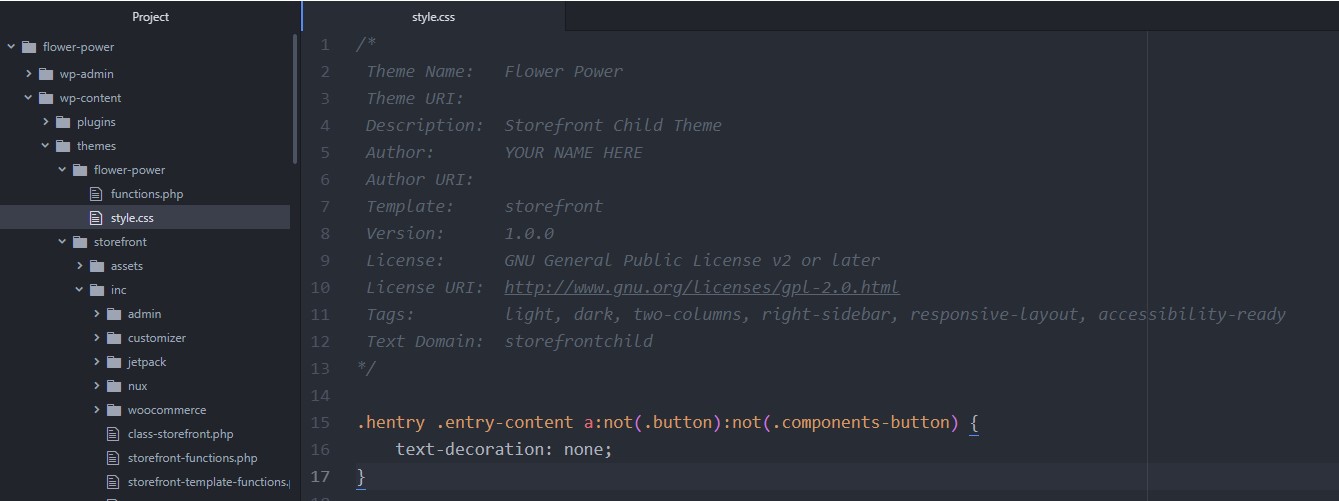 Project
flower-power
wp-admin
wp-content
plugins
themes
flower-power
functions.php
style.css
storefront
assets
inc
admin
customizer
jetpack
nux
woocommerce
class-storefront.php
storefront-functions.php
storefront-template-functions.
style.css
1 /*
2 Theme Name: Flower Power
3 Theme URI:
4 Description: Storefront Child Theme
5 Author: YOUR NAME HERE
6 Author URI:
7 Template: storefront
8 Version: 1.0.0
9 License: GNU General Public License v2 or later
10 License URI: http://www.gnu.org/licenses/gpl-2.0.html
11 Tags: light, dark, two-columns, right-sidebar, responsive-layout, accessibility-ready
12 Text Domain: storefrontchild
13 */
14
15 .hentry .entry-content a:not(.button):not(.components-button) {
16 text-decoration: none;
17 }